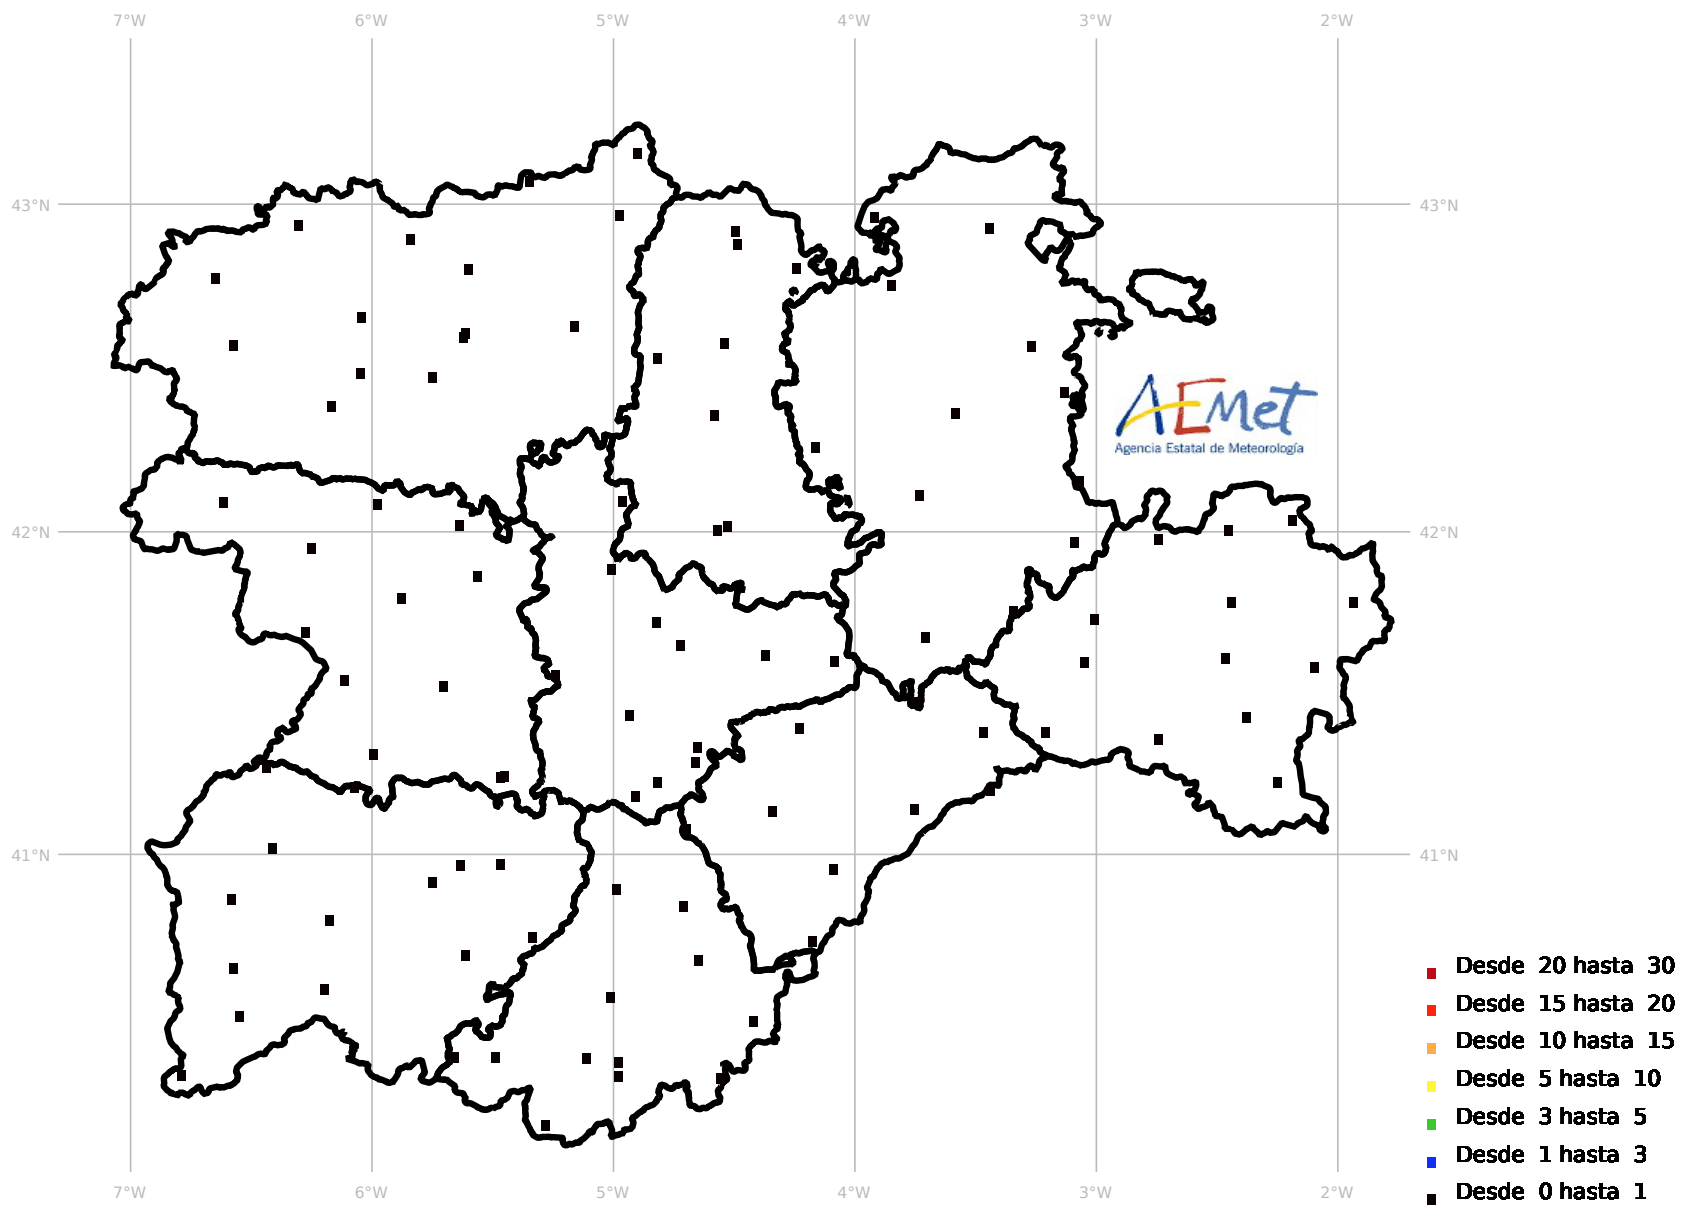 7°W 6°W 5°W 4°W 3°W 2°W
43°N 43°N
AEMet
Agencia Estatal de Meteorología
42°N 42°N
41°N 41°N
Desde 20 hasta 30
Desde 15 hasta 20
Desde 10 hasta 15
Desde 5 hasta 10
Desde 3 hasta 5
Desde 1 hasta 3
Desde 0 hasta 1
7°W 6°W 5°W 4°W 3°W 2°W